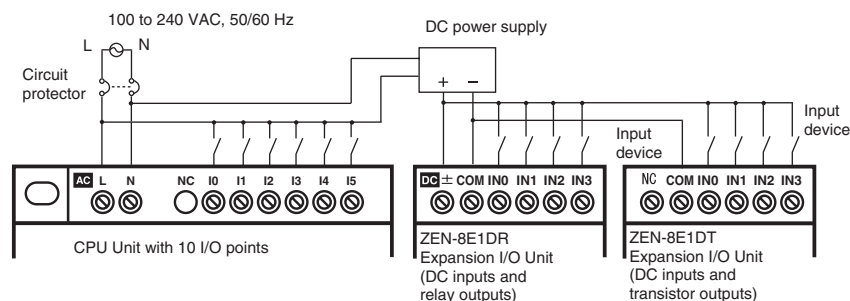 100 to 240 VAC, 50/60 Hz
L N
DC power supply
Circuit
protector
+ −
Input
device
Input
device
AC L N NC I0 I1 I2 I3 I4 I5
DC ± COM IN0 IN1 IN2 IN3
NC COM IN0 IN1 IN2 IN3
CPU Unit with 10 I/O points
ZEN-8E1DR
Expansion I/O Unit
(DC inputs and
relay outputs)
ZEN-8E1DT
Expansion I/O Unit
(DC inputs and
transistor outputs)